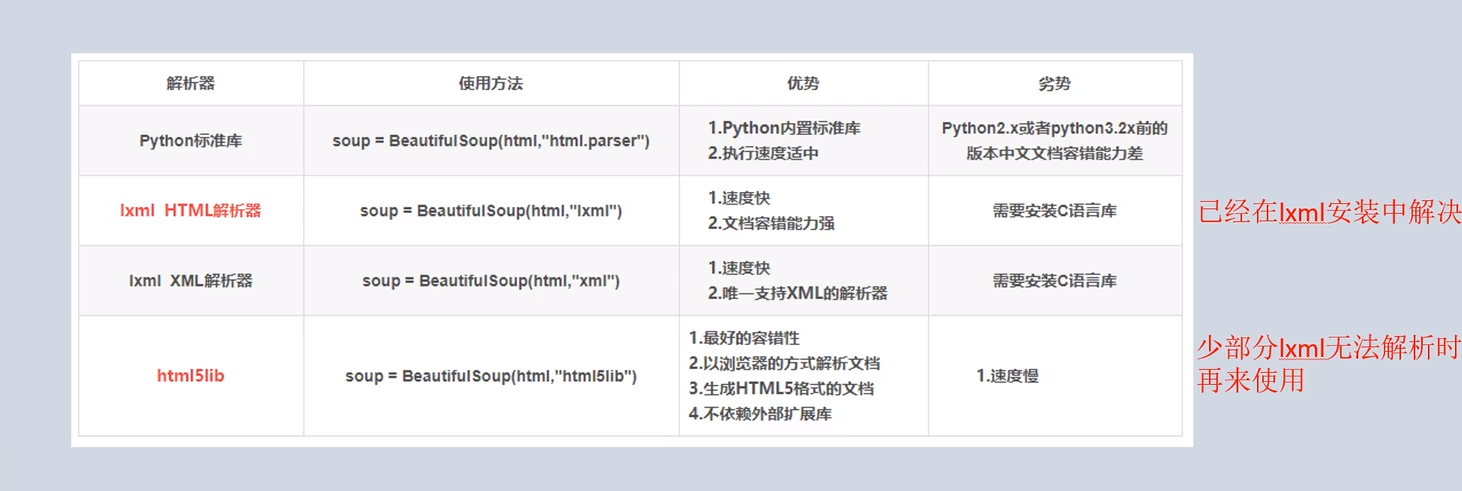 解析器 使用方法 优势 劣势
Python标准库
soup = BeautifulSoup(html,"html.parser")
1.Python内置标准库
2.执行速度适中
Python2.x或者python3.2x前的
版本中文文档容错能力差
lxml HTML解析器
soup = BeautifulSoup(html,"lxml")
1.速度快
2.文档容错能力强
需要安装C语言库
已经在lxml安装中解决
lxml XML解析器
soup = BeautifulSoup(html,"xml")
1.速度快
2.唯一支持XML的解析器
需要安装C语言库
html5lib
soup = BeautifulSoup(html,"html5lib")
1.最好的容错性
2.以浏览器的方式解析文档
3.生成HTML5格式的文档
4.不依赖外部扩展库
1.速度慢
少部分lxml无法解析时
再来使用